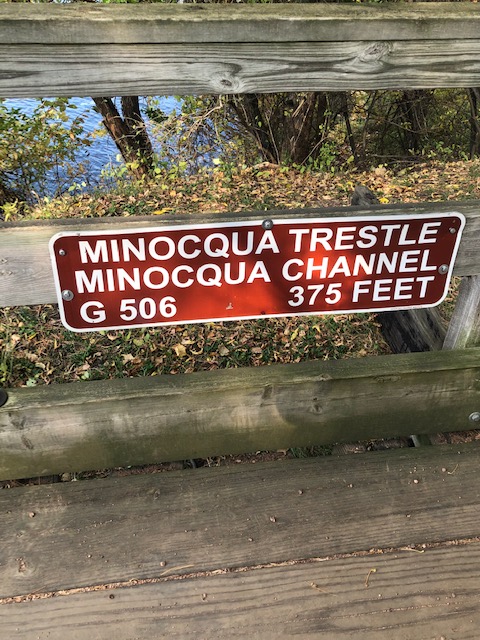 MINOCQUA TRESTLE
MINOCQUA CHANNEL
G 506 375 FEET